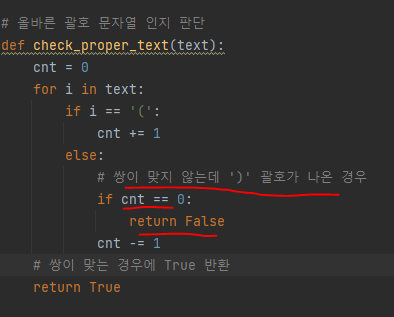 # 올바른 괄호 문자열 인지 판단
def check_proper_text(text):
cnt = 0
for i in text:
if i == '(':
cnt += 1
else:
# 쌍이 맞지 않는데 ')' 괄호가 나온 경우
if cnt == 0:
return False
cnt -= 1
# 쌍이 맞는 경우에 True 반환
return True